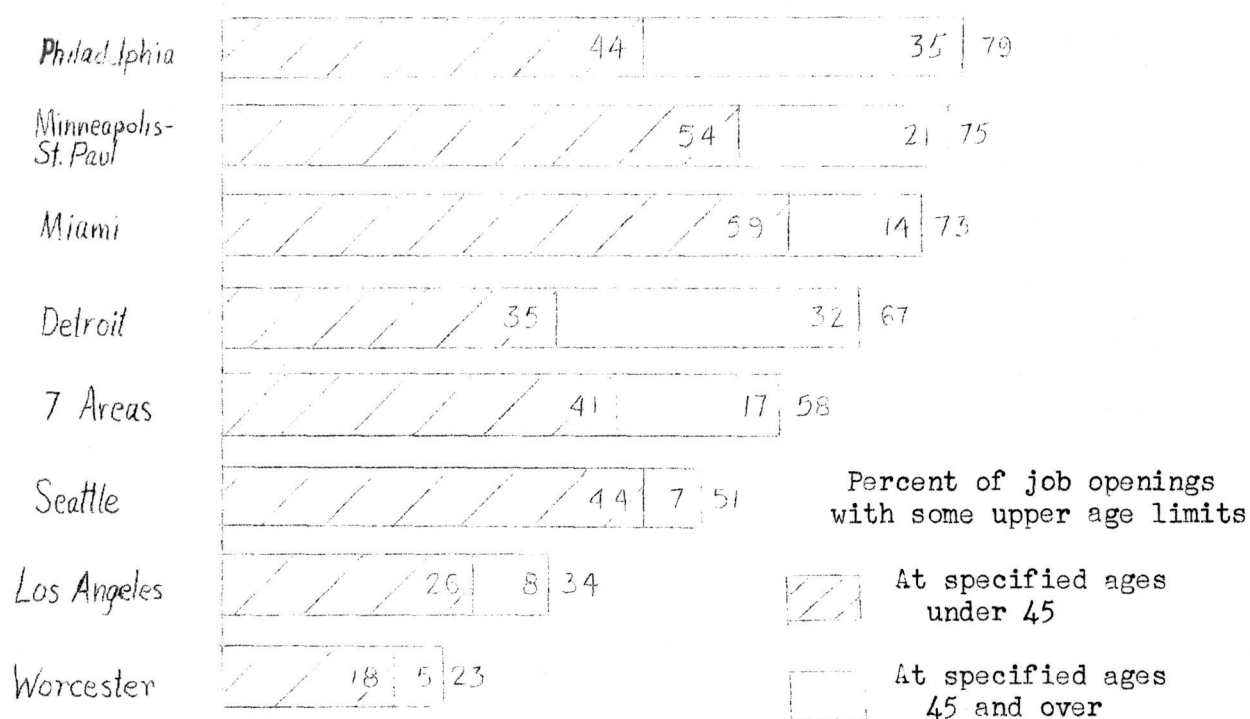 Philadlphia 44 35 79
Minneapolis-
St. Paul 54 21 75
Miami 59 14 73
Detroit 35 32 67
7 Areas 41 17 58
Seattle 44 7 51
Los Angeles 26 8 34
Worcester 18 5 23
Percent of job openings
with some upper age limits
At specified ages
under 45
At specified ages
45 and over